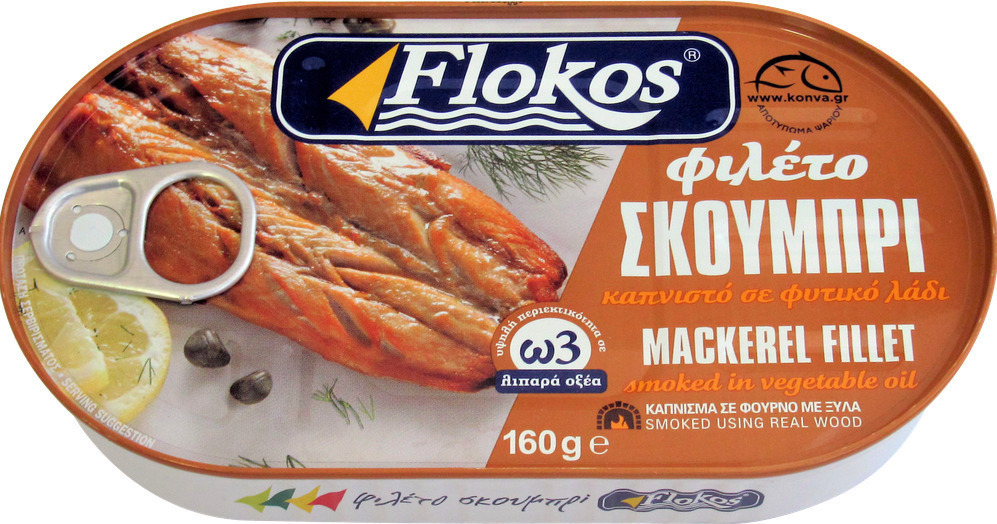 Flokos®
www.konva.gr
ΑΠΟΤΥΠΩΜΑ ΨΑΡΙΟΥ
φιλέτο
ΣΚΟΥΜΠΡΙ
καπνιστό σε φυτικό λάδι
MACKEREL FILLET
smoked in vegetable oil
υψηλή περιεκτικότητα σε
ω3
λιπαρά οξέα
ΚΑΠΝΙΣΜΑ ΣΕ ΦΟΥΡΝΟ ΜΕ ΞΥΛΑ
SMOKED USING REAL WOOD
160g e
ΠΡΟΤΑΣΗ ΣΕΡΒΙΡΙΣΜΑΤΟΣ / SERVING SUGGESTION
φιλέτο σκουμπρί Flokos